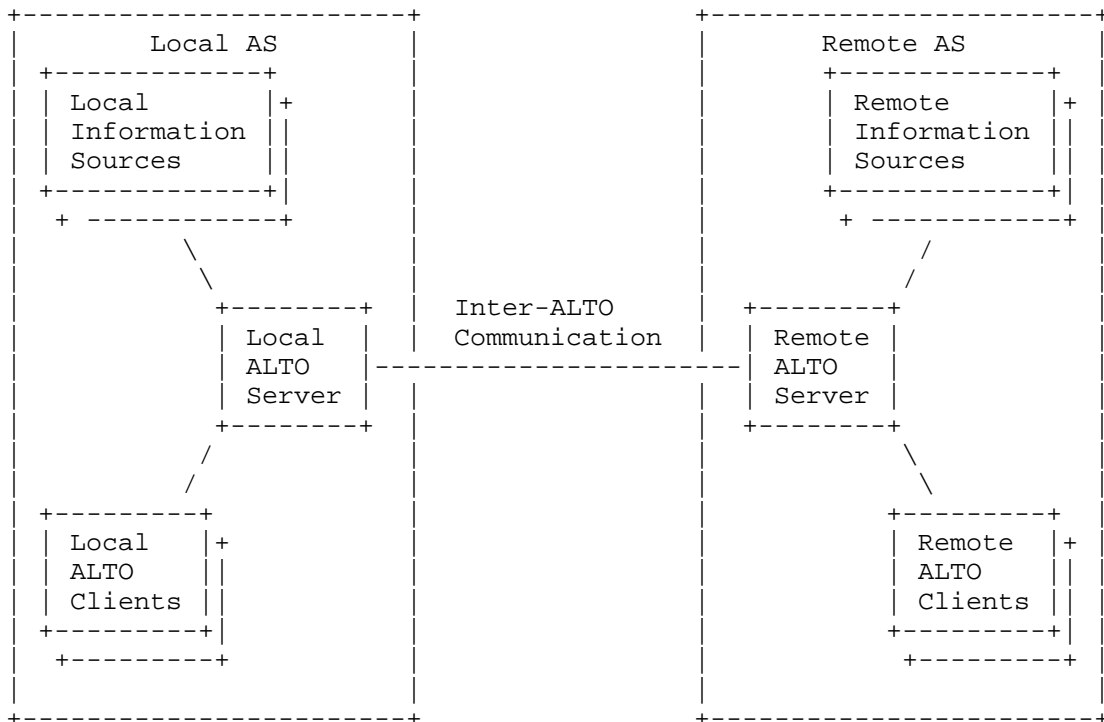 Local AS
Remote AS
Local
Information
Sources
Remote
Information
Sources
Inter-ALTO
Communication
Local
ALTO
Server
Remote
ALTO
Server
Local
ALTO
Clients
Remote
ALTO
Clients